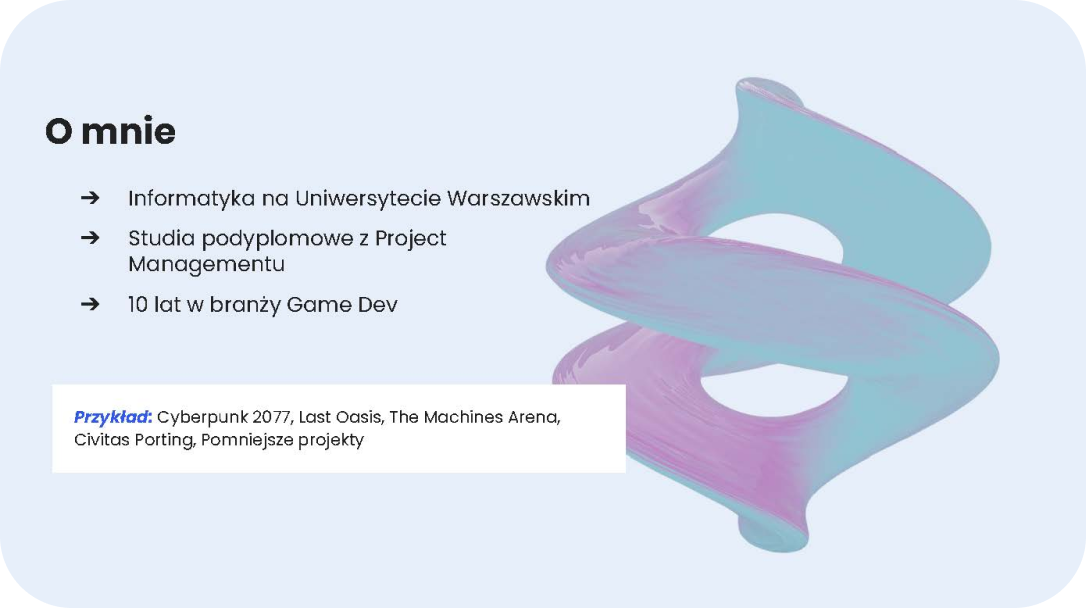 O mnie
➔ Informatyka na Uniwersytecie Warszawskim
➔ Studia podyplomowe z Project
Managementu
➔ 10 lat w branży Game Dev
Przykład: Cyberpunk 2077, Last Oasis, The Machines Arena,
Civitas Porting, Pomniejsze projekty